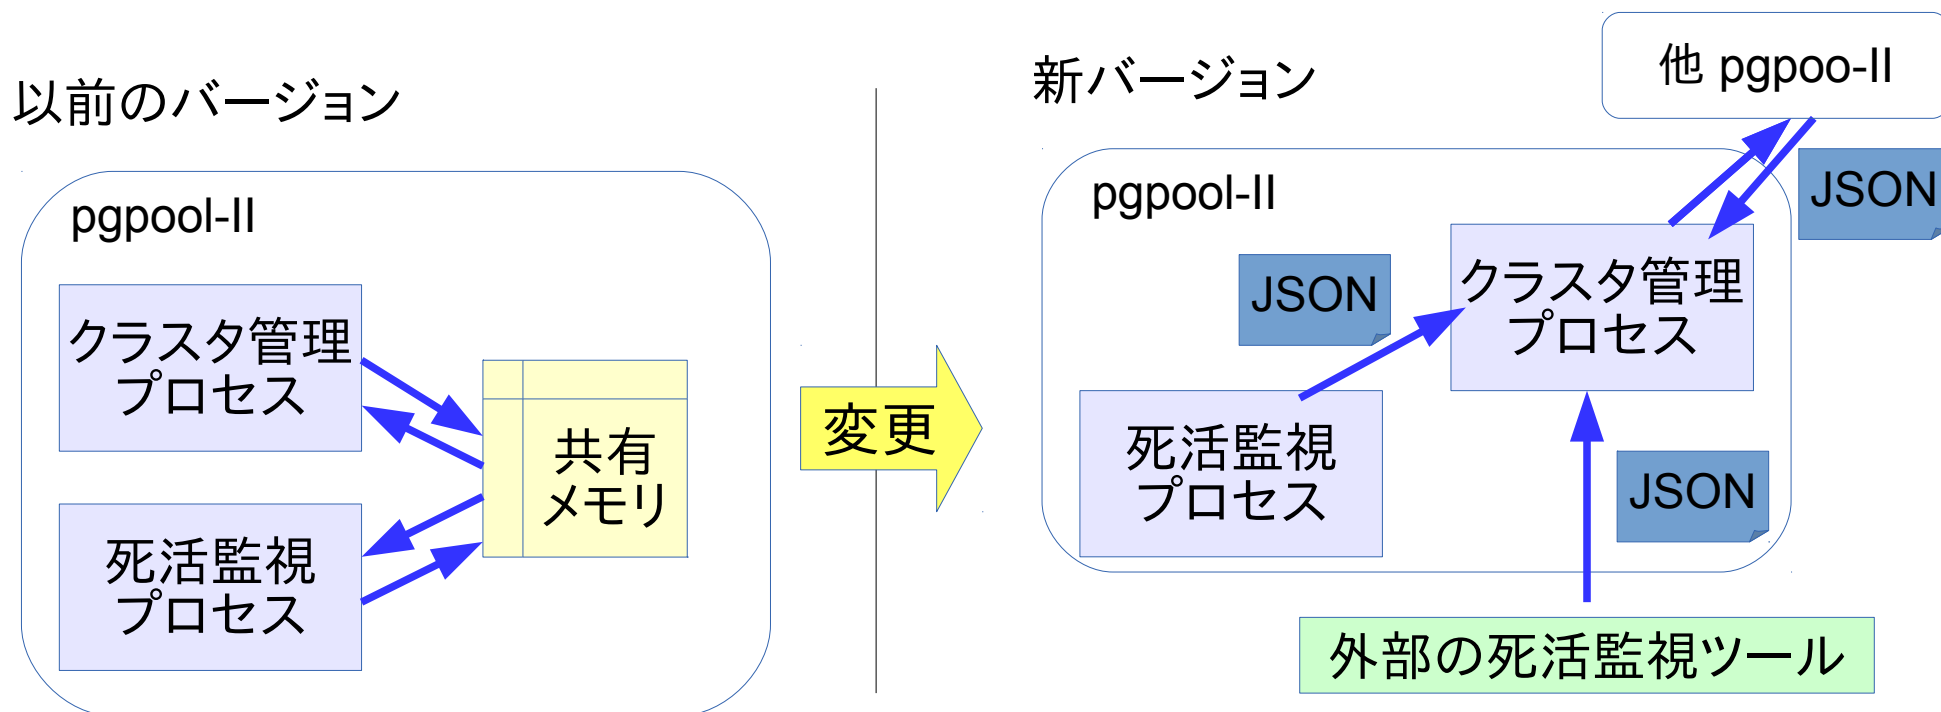 以前のバージョン
pgpool-II
クラスタ管理
プロセス
死活監視
プロセス
共有
メモリ
変更
新バージョン
他 pgpoo-II
pgpool-II
JSON
JSON
クラスタ管理
プロセス
死活監視
プロセス
JSON
外部の死活監視ツール